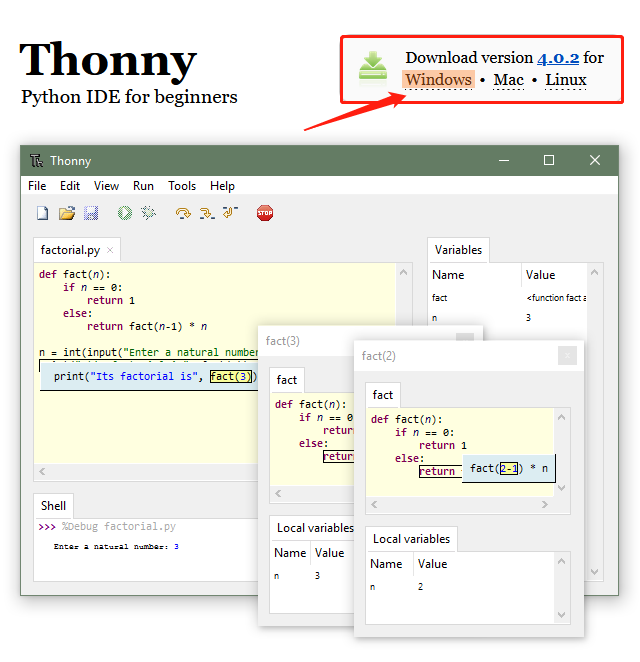 Thonny
Python IDE for beginners
Download version 4.0.2 for
Windows • Mac • Linux
Thonny
File Edit View Run Tools Help
STOP
factorial.py
def fact(n):
if n == 0:
return 1
else:
return fact(n-1) * n
n = int(input("Enter a natural number
print("Its factorial is", fact(3))
Shell
>>> %Debug factorial.py
Enter a natural number: 3
Variables
Name Value
fact <function fact a
n 3
fact(3)
fact
def fact(n):
if n == 0:
return
else:
return
Local variables
Name Value
n 3
fact(2)
fact
def fact(n):
if n == 0:
return 1
else:
return
fact(2-1) * n
Local variables
Name Value
n 2